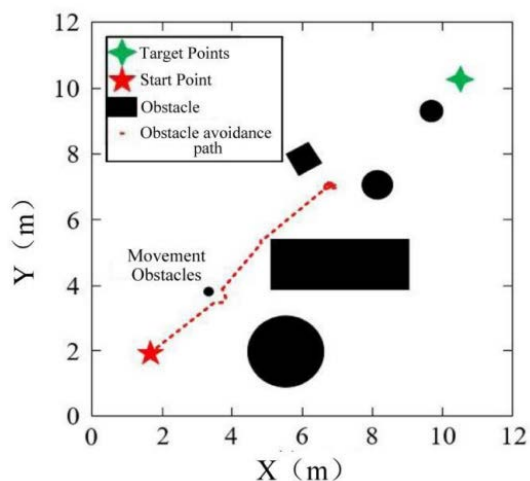 12
10
8
6
4
2
0
Y（m）
Target Points
Start Point
Obstacle
Obstacle avoidance
path
Movement
Obstacles
0
2
4
6
8
10
12
X（m）